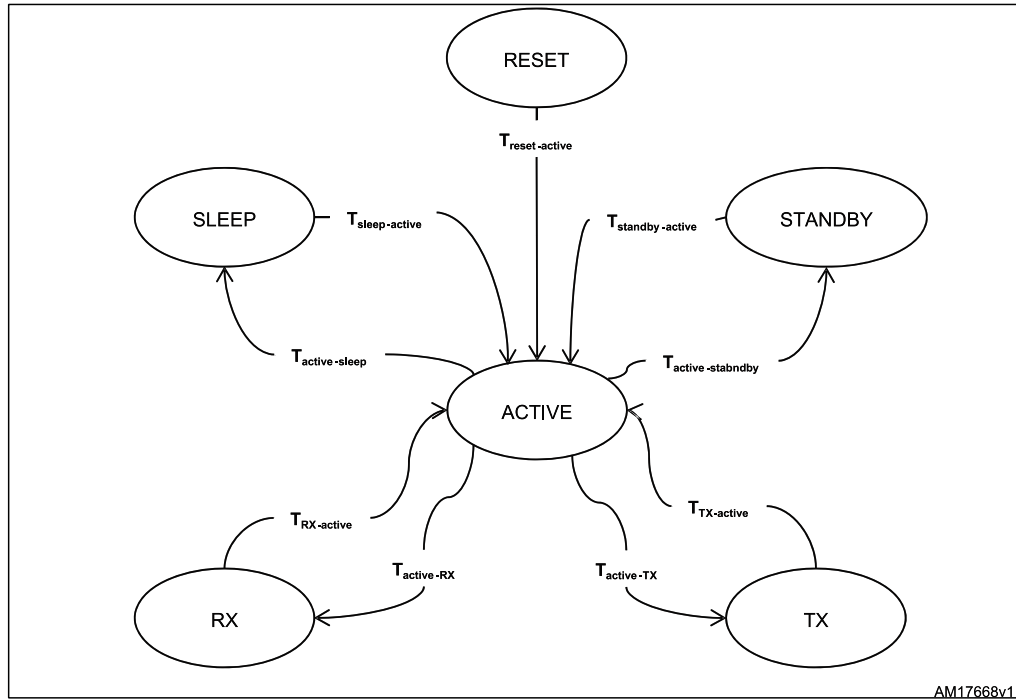 RESET
Treset-active
SLEEP
Tsleep-active
Tstandby-active
STANDBY
Tactive-sleep
Tactive-stabndby
ACTIVE
TRX-active
TTX-active
Tactive-RX
Tactive-TX
RX
TX
AM17668v1